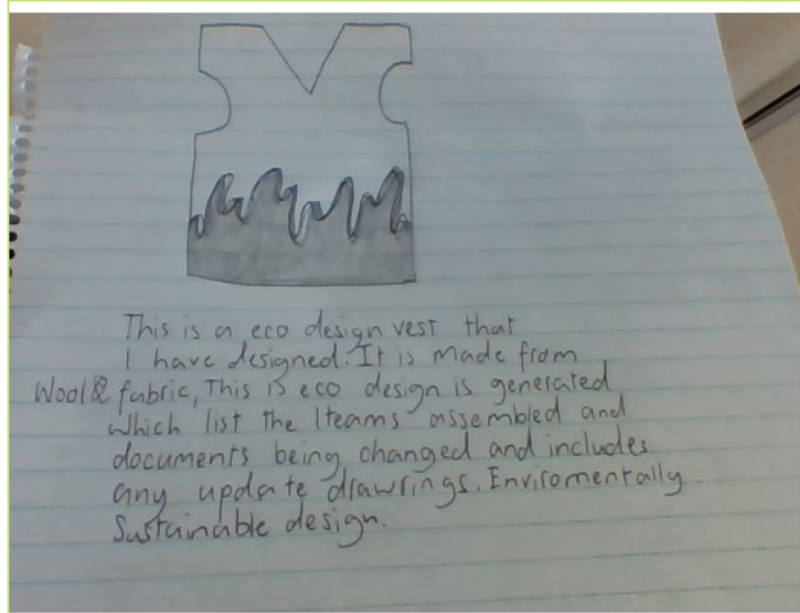 This is a eco design vest that
I have designed. It is made from
Wool & fabric, This is eco design is generated
which list the Iteams assembled and
documents being changed and includes
any update drawrings. Enviromentally
Sustainable design.